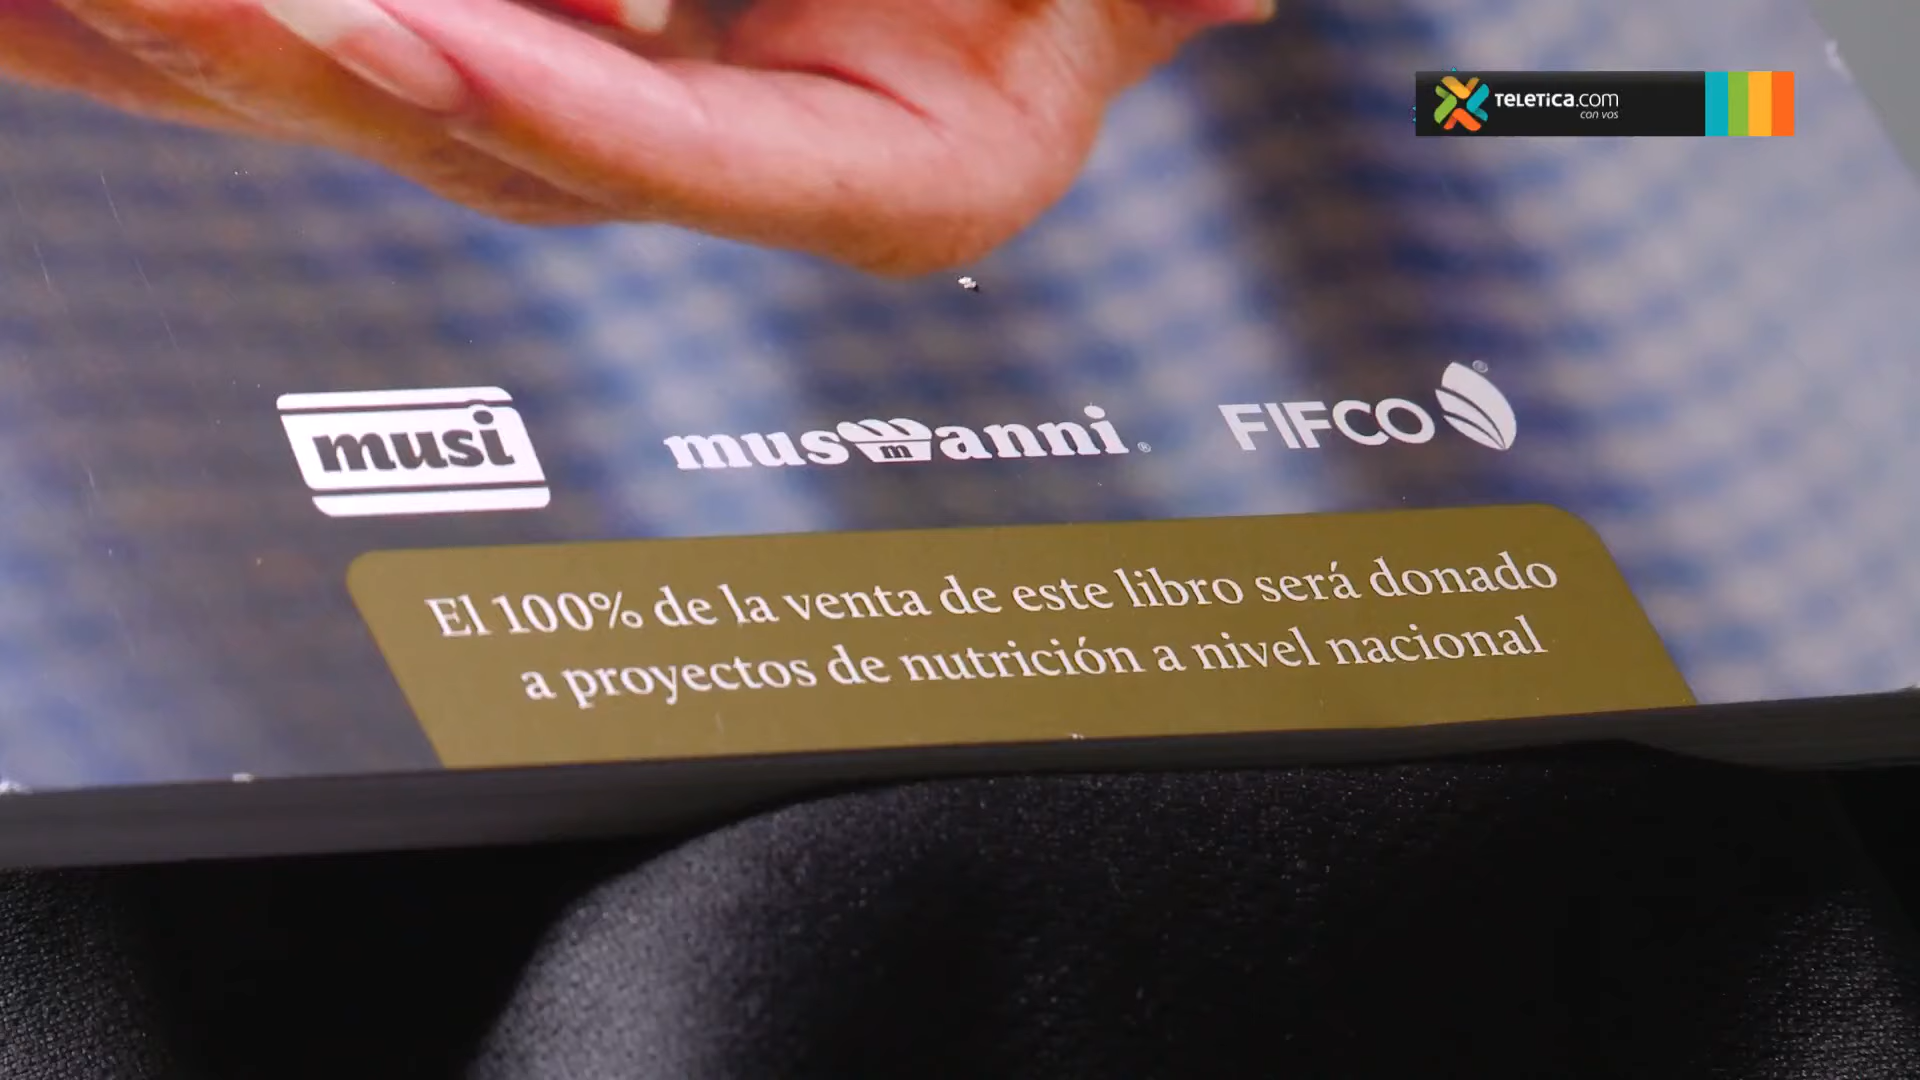 TELETICA.com
con vos
musi
musmanni
FIFCO
El 100% de la venta de este libro será donado
a proyectos de nutrición a nivel nacional